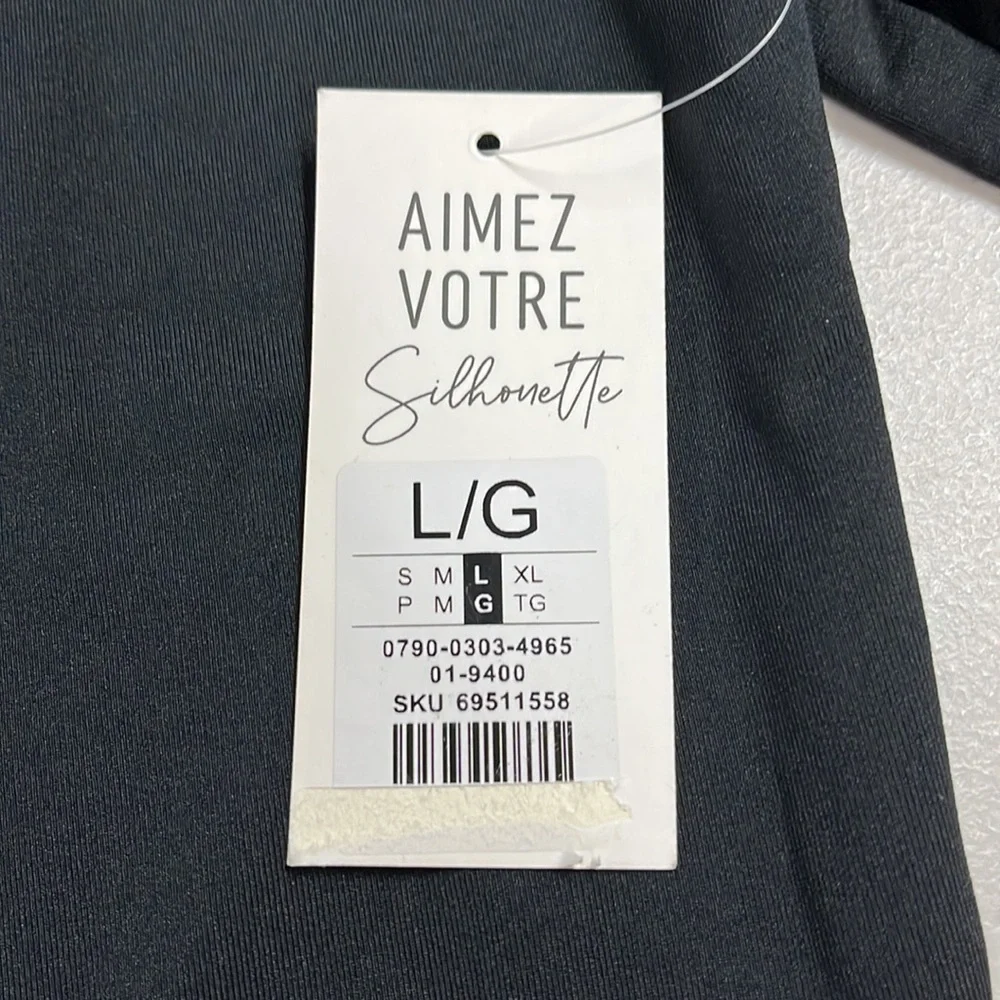 AIMEZ
VOTRE
Silhouette
L/G
S M L XL
P M G TG
0790-0303-4965
01-9400
SKU 69511558